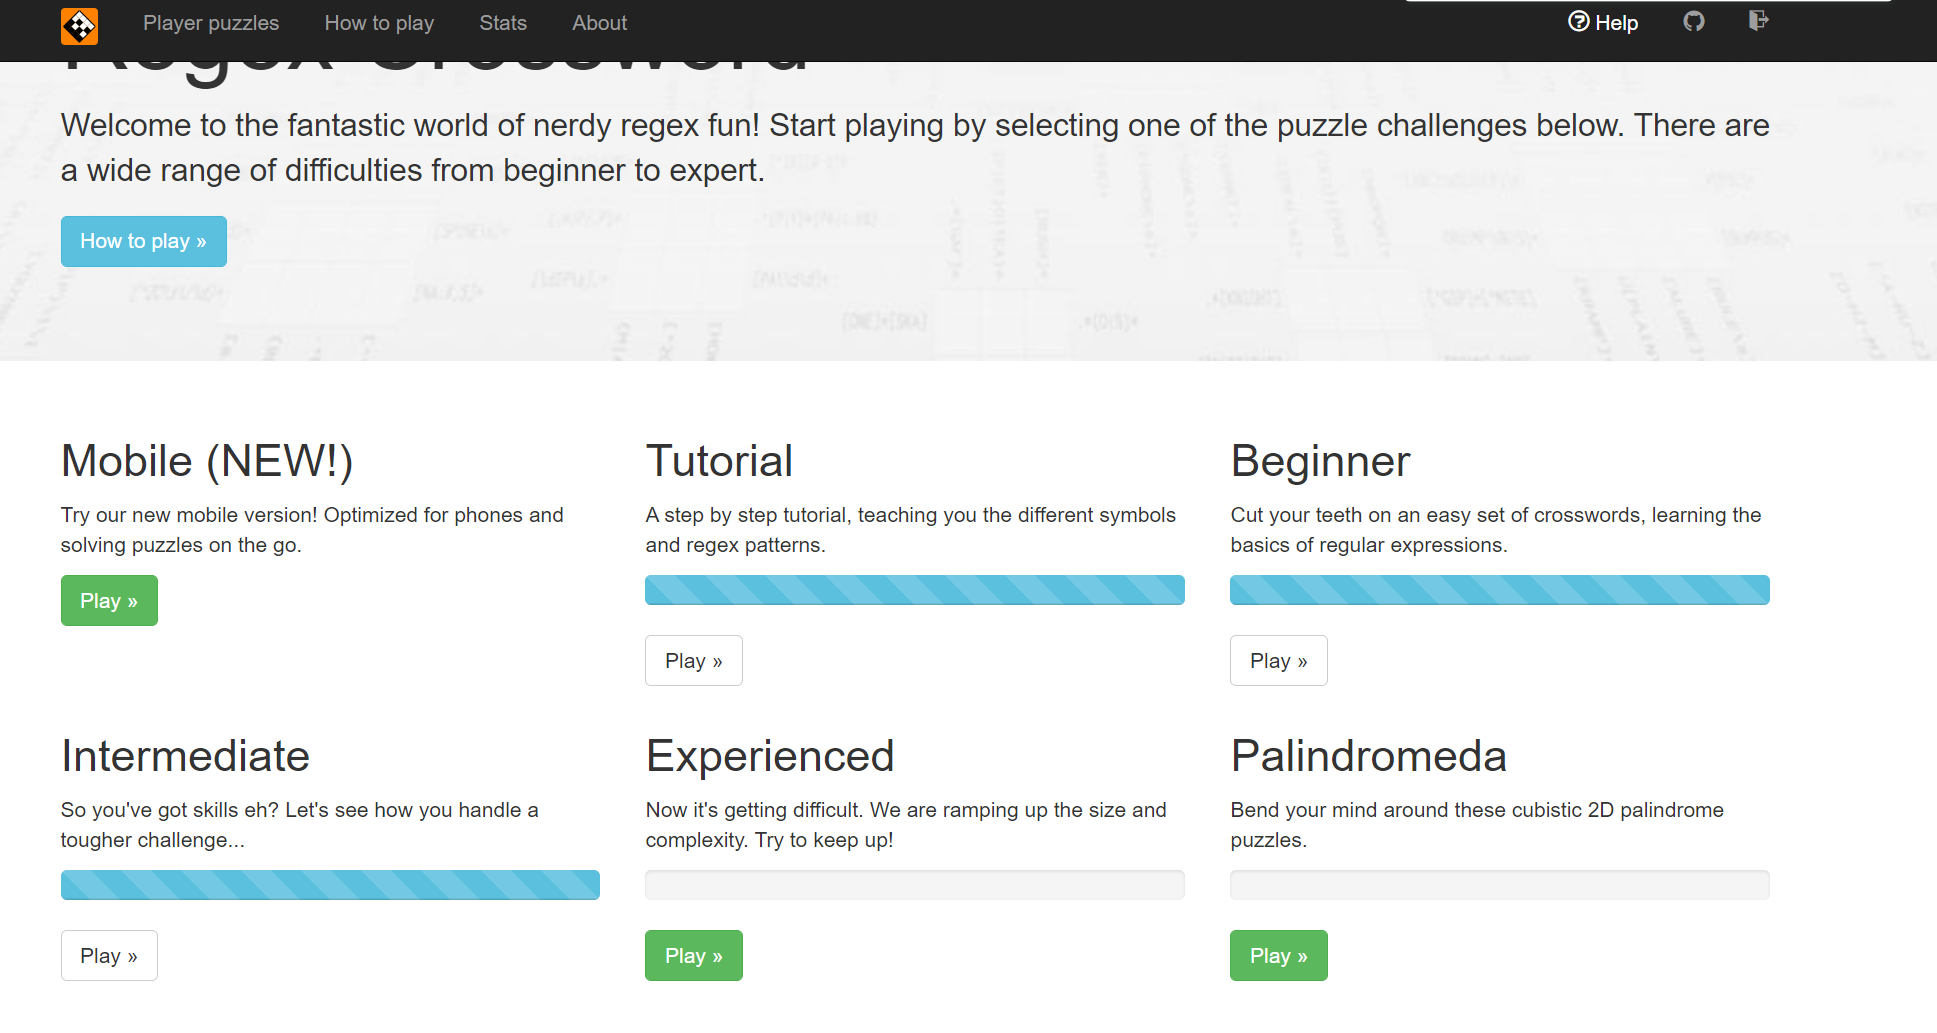 Player puzzles How to play Stats About Help
Regex Crossword
Welcome to the fantastic world of nerdy regex fun! Start playing by selecting one of the puzzle challenges below. There are
a wide range of difficulties from beginner to expert.
How to play »
Mobile (NEW!)
Try our new mobile version! Optimized for phones and
solving puzzles on the go.
Play »
Tutorial
A step by step tutorial, teaching you the different symbols
and regex patterns.
Play »
Beginner
Cut your teeth on an easy set of crosswords, learning the
basics of regular expressions.
Play »
Intermediate
So you've got skills eh? Let's see how you handle a
tougher challenge...
Play »
Experienced
Now it's getting difficult. We are ramping up the size and
complexity. Try to keep up!
Play »
Palindromeda
Bend your mind around these cubistic 2D palindrome
puzzles.
Play »